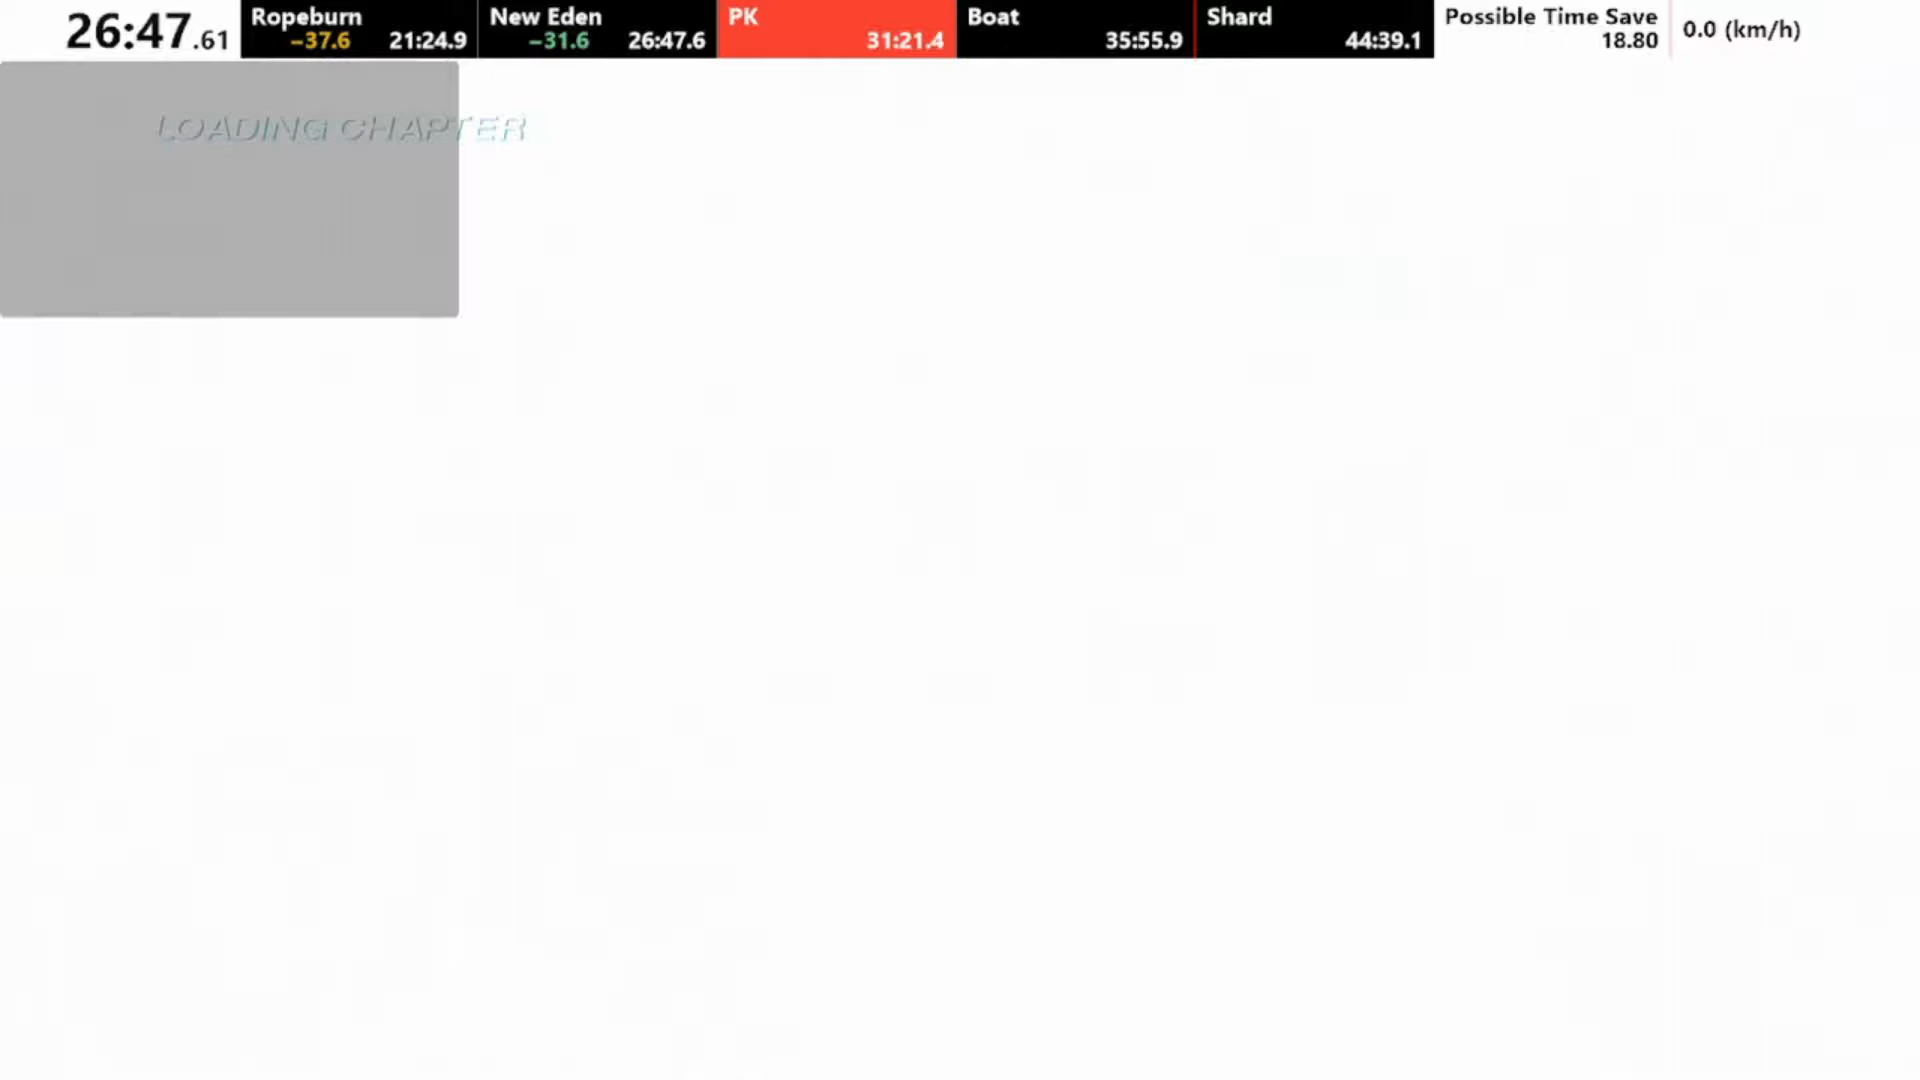 26:47.61
Ropeburn
−37.6 21:24.9
New Eden
−31.6 26:47.6
PK
31:21.4
Boat
35:55.9
Shard
44:39.1
Possible Time Save
18.80
0.0 (km/h)
LOADING CHAPTER